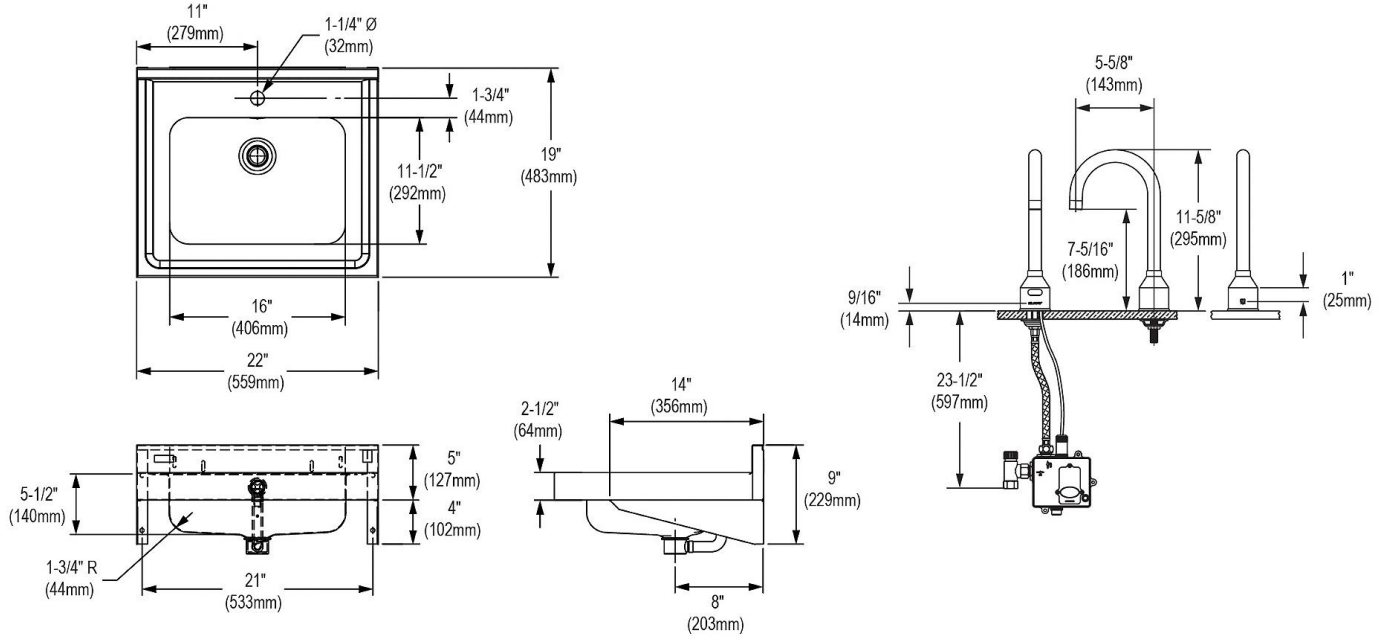 11"
(279mm)
1-1/4" Ø
(32mm)
1-3/4"
(44mm)
11-1/2"
(292mm)
19"
(483mm)
16"
(406mm)
22"
(559mm)
5-5/8"
(143mm)
11-5/8"
(295mm)
7-5/16"
(186mm)
9/16"
(14mm)
1"
(25mm)
23-1/2"
(597mm)
5"
(127mm)
4"
(102mm)
5-1/2"
(140mm)
1-3/4" R
(44mm)
21"
(533mm)
14"
(356mm)
2-1/2"
(64mm)
9"
(229mm)
8"
(203mm)